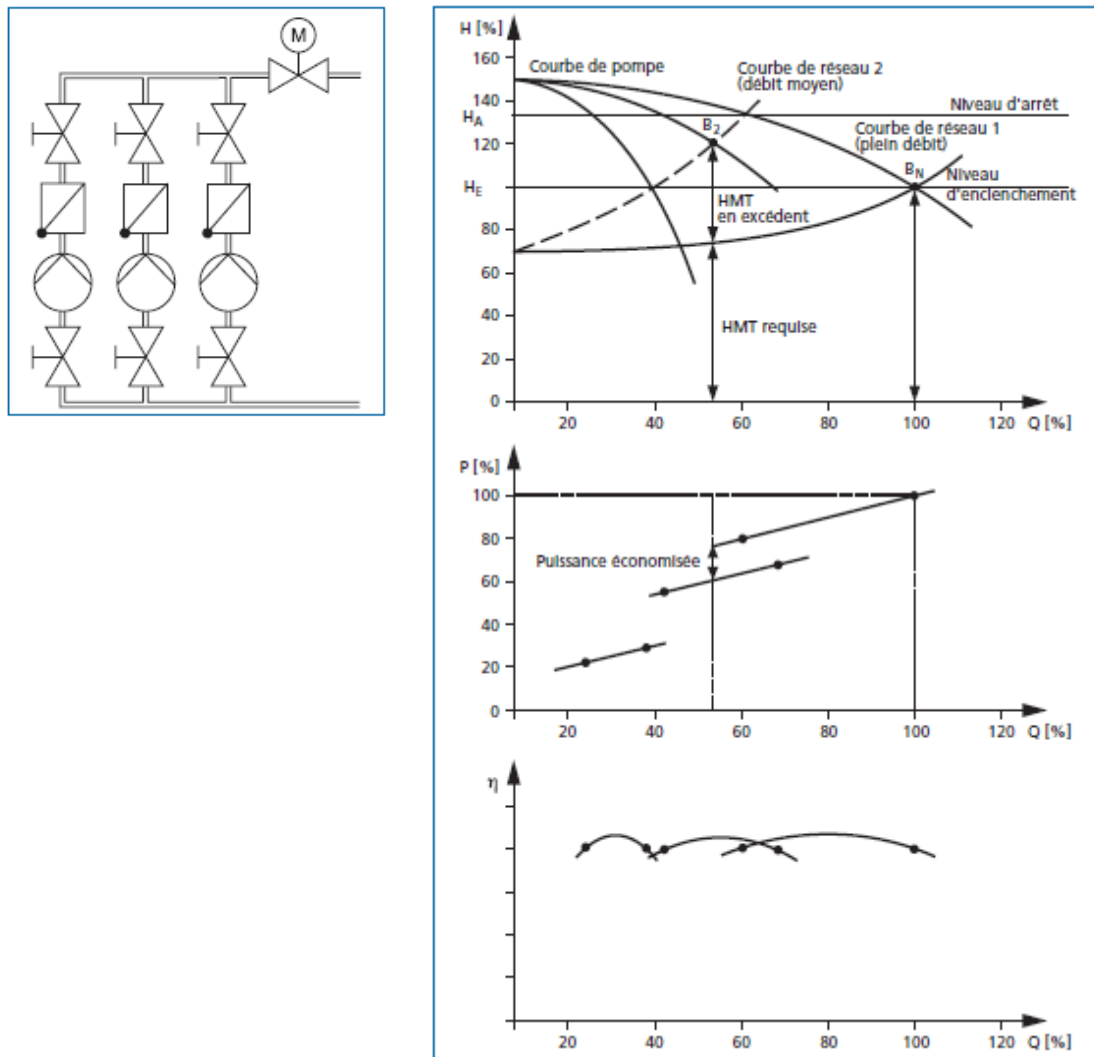 M
H [%]
160
140
H_A
120
H_E
100
80
60
40
20
0
Courbe de pompe
Courbe de réseau 2
(débit moyen)
Niveau d'arrêt
B_2
Courbe de réseau 1
(plein débit)
B_N
Niveau
d'enclenchement
HMT
en excédent
HMT requise
20
40
60
80
100
120
Q [%]
P [%]
100
80
60
40
20
0
Puissance économisée
20
40
60
80
100
120
Q [%]
η
20
40
60
80
100
120
Q [%]